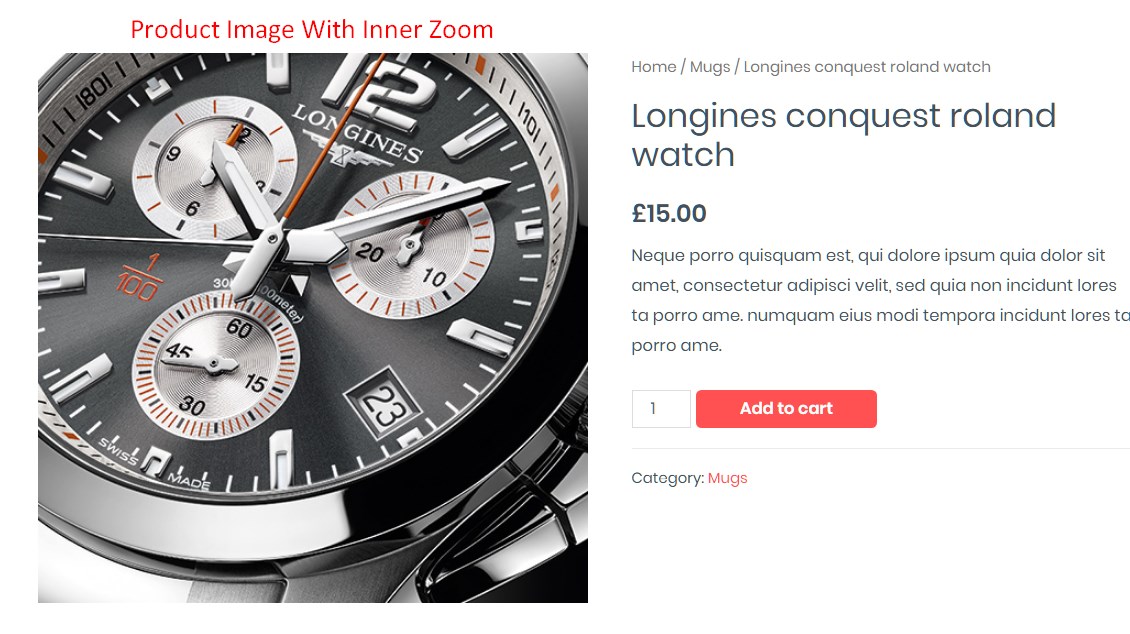 Product Image With Inner Zoom
Home / Mugs / Longines conquest roland watch
Longines conquest roland
watch
£15.00
Neque porro quisquam est, qui dolore ipsum quia dolor sit
amet, consectetur adipisci velit, sed quia non incidunt lores
ta porro ame. numquam eius modi tempora incidunt lores ta
porro ame.
1
Add to cart
Category: Mugs
180
12
110
LONGINES
12
9
3
6
20
10
1
100
30
ometer)
60
45
15
30
23
SWISS
MADE